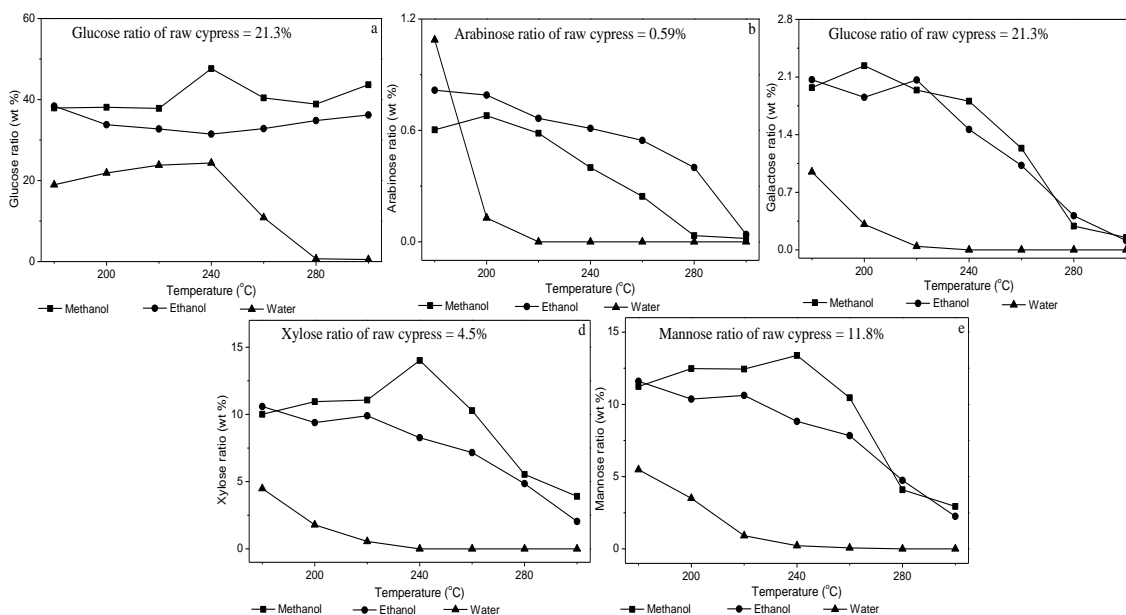 Glucose ratio of raw cypress = 21.3%
a
60
40
20
0
Glucose ratio (wt %)
200 240 280
Temperature (°C)
Methanol Ethanol Water
Arabinose ratio of raw cypress = 0.59%
b
1.2
0.6
0.0
Arabinose ratio (wt %)
200 240 280
Temperature (°C)
Methanol Ethanol Water
Glucose ratio of raw cypress = 21.3%
2.1
1.4
0.7
0.0
Galactose ratio (wt %)
200 240 280
Temperature (°C)
Methanol Ethanol Water
Xylose ratio of raw cypress = 4.5%
d
15
10
5
0
Xylose ratio (wt %)
200 240 280
Temperature (°C)
Methanol Ethanol Water
Mannose ratio of raw cypress = 11.8%
e
15
10
5
0
Mannose ratio (wt %)
200 240 280
Temperature (°C)
Methanol Ethanol Water